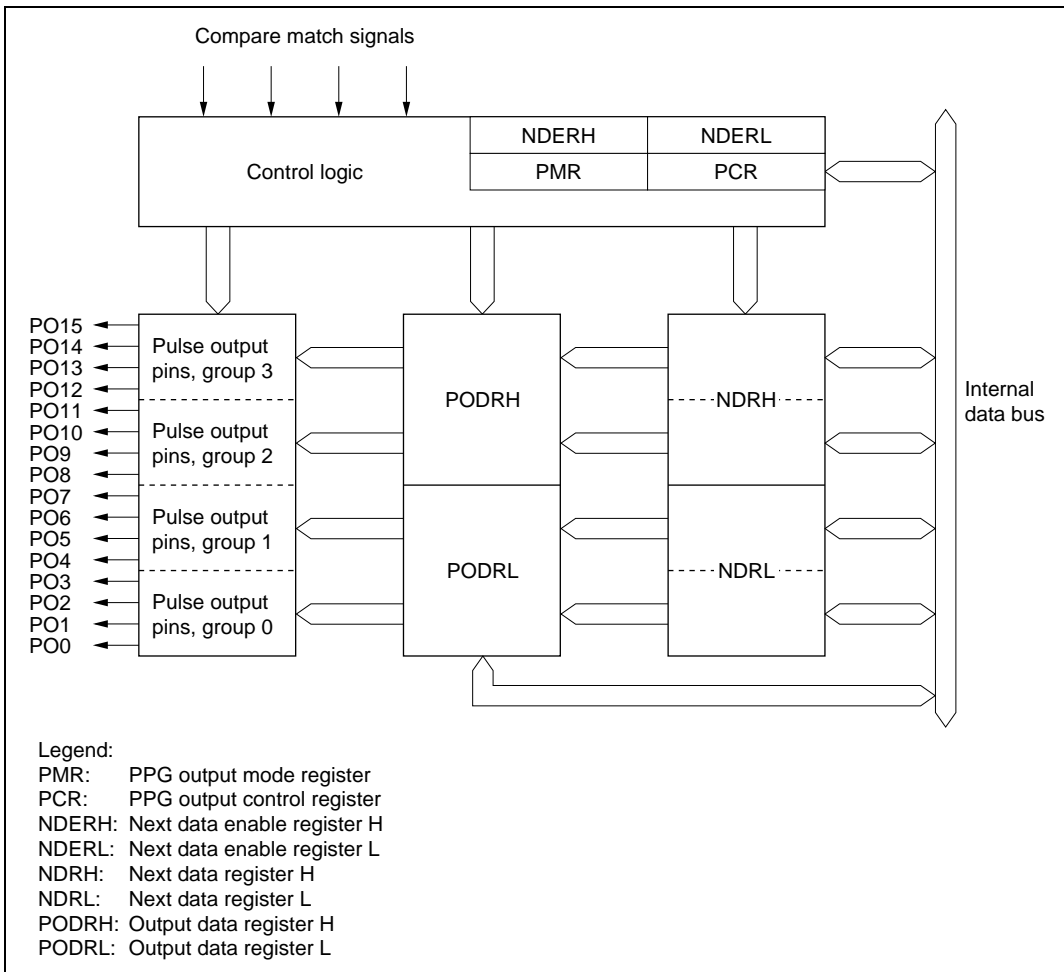 Compare match signals
NDERH NDERL
Control logic PMR PCR
PO15
PO14
PO13
PO12
PO11
PO10
PO9
PO8
PO7
PO6
PO5
PO4
PO3
PO2
PO1
PO0
Pulse output
pins, group 3
Pulse output
pins, group 2
Pulse output
pins, group 1
Pulse output
pins, group 0
PODRH
PODRL
NDRH
NDRL
Internal
data bus
Legend:
PMR: PPG output mode register
PCR: PPG output control register
NDERH: Next data enable register H
NDERL: Next data enable register L
NDRH: Next data register H
NDRL: Next data register L
PODRH: Output data register H
PODRL: Output data register L